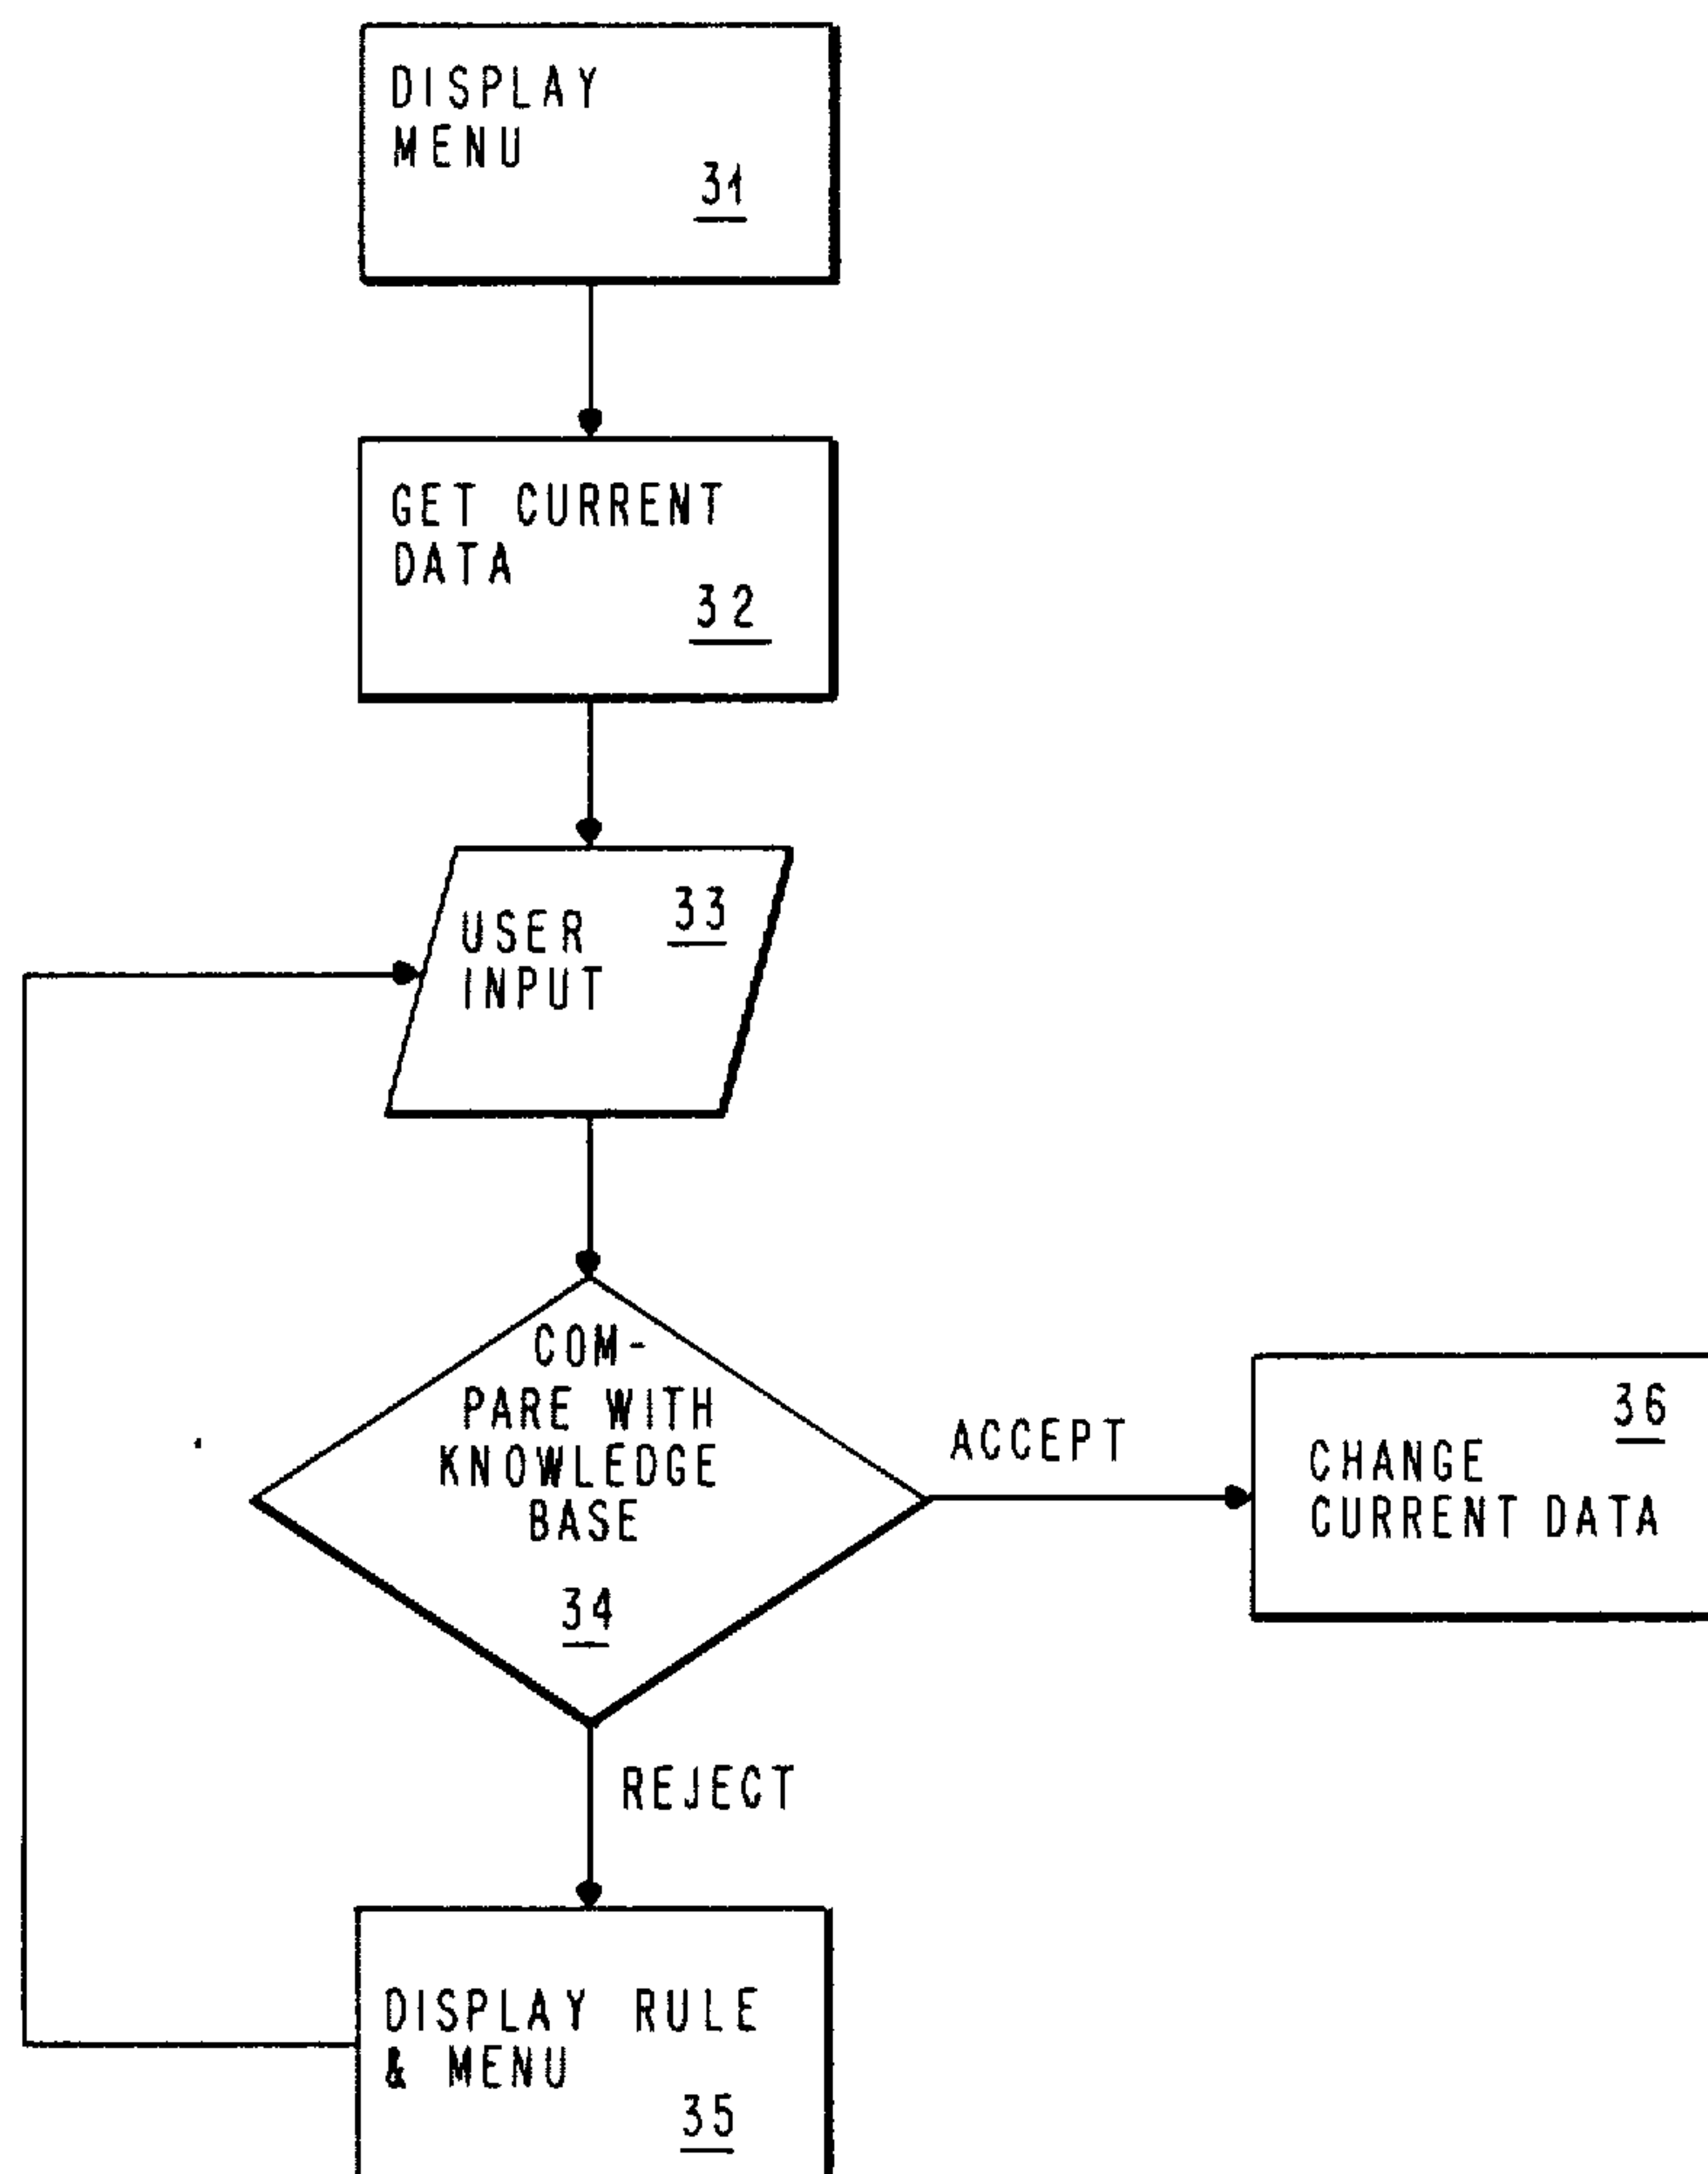 DISPLAY
MENU
31
GET CURRENT
DATA
32
33
USER
INPUT
COM-
PARE WITH
KNOWLEDGE
BASE
34
ACCEPT
36
CHANGE
CURRENT DATA
REJECT
DISPLAY RULE
& MENU
35